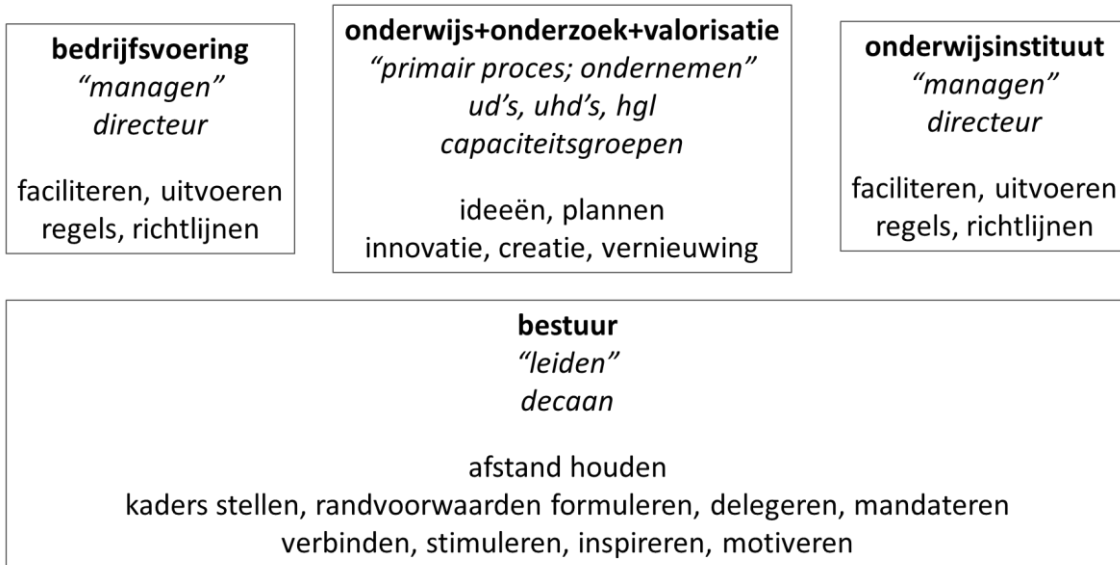 bedrijfsvoering
“managen”
directeur
faciliteren, uitvoeren
regels, richtlijnen
onderwijs+onderzoek+valorisatie
“primair proces; ondernemen”
ud’s, uhd’s, hgl
capaciteitsgroepen
ideeën, plannen
innovatie, creatie, vernieuwing
onderwijsinstituut
“managen”
directeur
faciliteren, uitvoeren
regels, richtlijnen
bestuur
“leiden”
decaan
afstand houden
kaders stellen, randvoorwaarden formuleren, delegeren, mandateren
verbinden, stimuleren, inspireren, motiveren